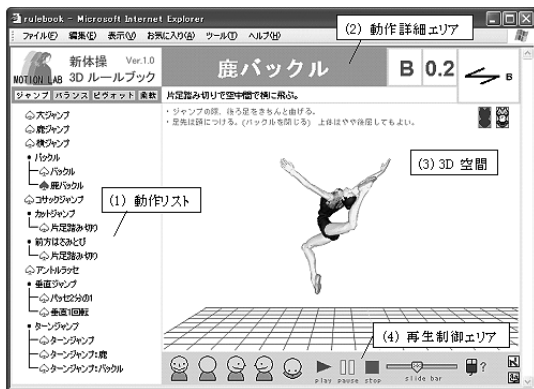 rulebook - Microsoft Internet Explorer
ファイル(F) 編集(E) 表示(V) お気に入り(A) ツール(T) ヘルプ(H)
(2) 動作詳細エリア
MOTION LAB
新体操 Ver.1.0
3D ルールブック
鹿バックル
B 0.2
B
ジャンプ バランス ピヴォット 柔軟
片足踏み切りで空中間で横に飛ぶ。
・ジャンプの際、後ろ足をきちんと曲げる。
・足先は頭につける。(バックルを閉じる) 上体はやや後屈してもよい。
大ジャンプ
鹿ジャンプ
横ジャンプ
バックル
バックル
鹿バックル
コサックジャンプ
カットジャンプ
片足踏み切り
前方はさみとび
片足踏み切り
アントルラッセ
垂直ジャンプ
パッセ2分の1
垂直1回転
ターンジャンプ
ターンジャンプ
ターンジャンプ:鹿
ターンジャンプ:バックル
(1) 動作リスト
(3) 3D 空間
(4) 再生制御エリア
play pause stop slide bar
?